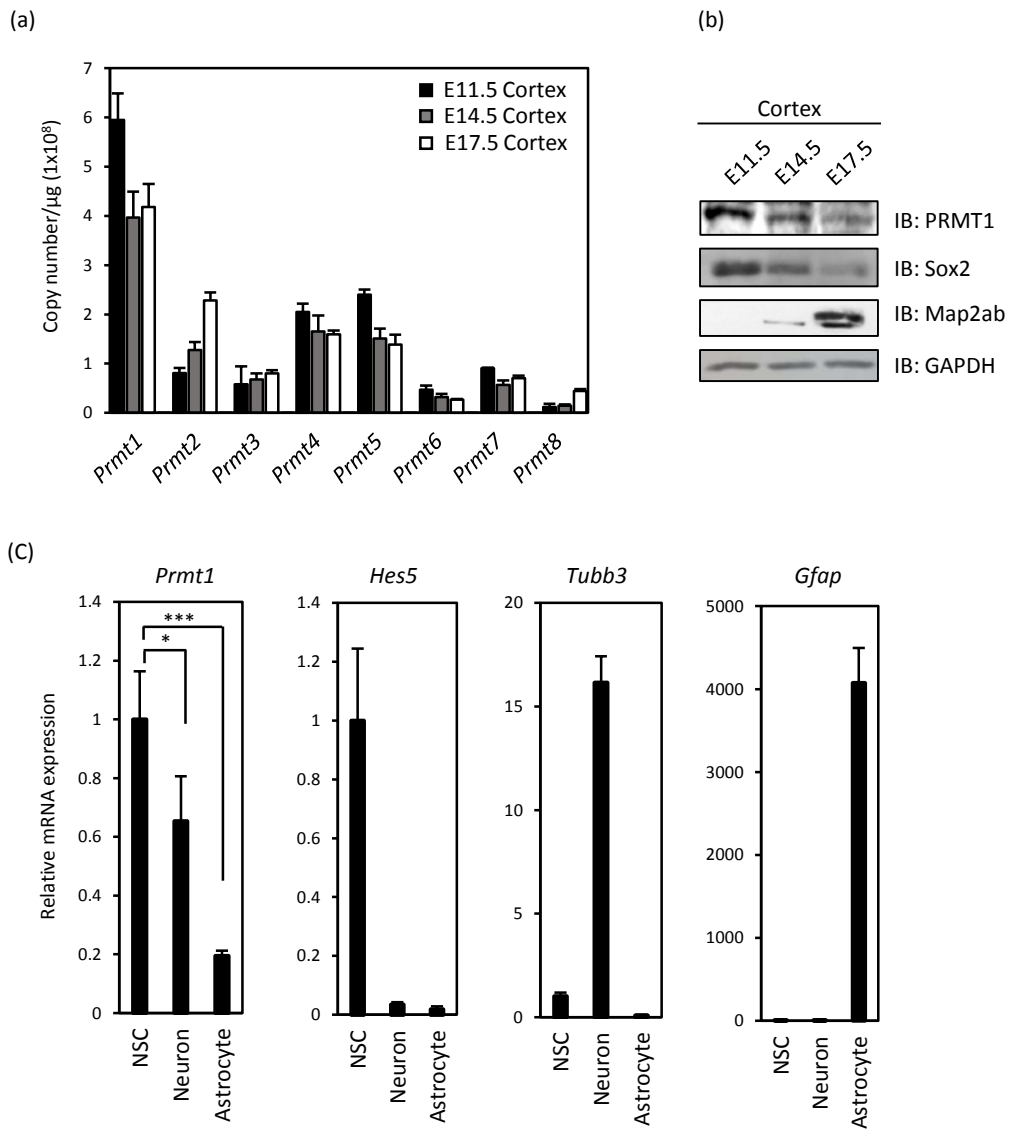 (a)
7
6
5
4
3
2
1
0
Copy number/µg (1x10⁸)
E11.5 Cortex
E14.5 Cortex
E17.5 Cortex
Prmt1 Prmt2 Prmt3 Prmt4 Prmt5 Prmt6 Prmt7 Prmt8
(b)
Cortex
E11.5 E14.5 E17.5
IB: PRMT1
IB: Sox2
IB: Map2ab
IB: GAPDH
(C)
Relative mRNA expression
Prmt1
1.4
1.2
1
0.8
0.6
0.4
0.2
0
***
*
NSC Neuron Astrocyte
Hes5
1.4
1.2
1
0.8
0.6
0.4
0.2
0
NSC Neuron Astrocyte
Tubb3
20
15
10
5
0
NSC Neuron Astrocyte
Gfap
5000
4000
3000
2000
1000
0
NSC Neuron Astrocyte